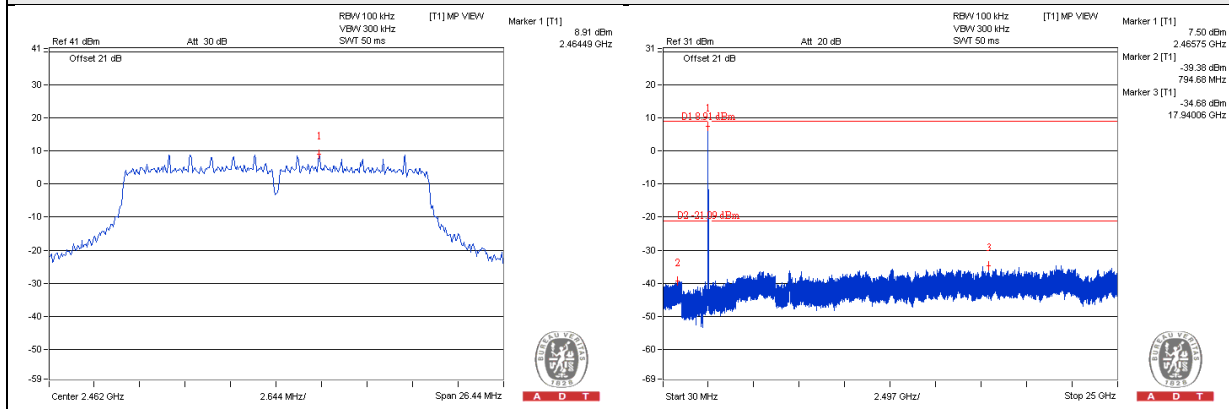 RBW 100 kHz [T1] MP VIEW
VBW 300 kHz
Ref 41 dBm Att 30 dB SWT 50 ms
Marker 1 [T1]
8.91 dBm
2.46449 GHz
41
Offset 21 dB
30
20
1
10
0
-10
-20
-30
-40
-50
-59
Center 2.462 GHz 2.644 MHz/ Span 26.44 MHz
BUREAU VERITAS
1828
A D T
RBW 100 kHz [T1] MP VIEW
VBW 300 kHz
Ref 31 dBm Att 20 dB SWT 50 ms
Marker 1 [T1]
7.50 dBm
2.46575 GHz
Marker 2 [T1]
-39.38 dBm
794.68 MHz
Marker 3 [T1]
-34.68 dBm
17.94006 GHz
31
Offset 21 dB
20
1
10
D1 8.91 dBm
0
-10
-20
D2 -21.09 dBm
-30
2
3
-40
-50
-60
-69
Start 30 MHz 2.497 GHz/ Stop 25 GHz
BUREAU VERITAS
1828
A D T